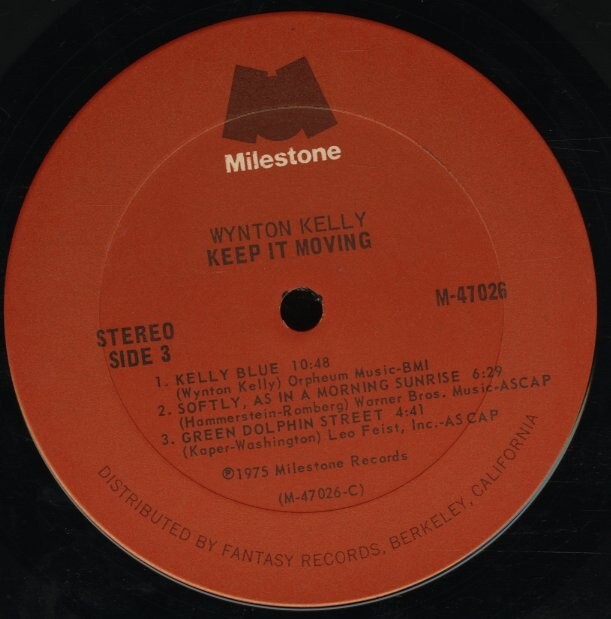 Milestone
WYNTON KELLY
KEEP IT MOVING
M-47026
STEREO
SIDE 3
1. KELLY BLUE 10:48
(Wynton Kelly) Orpheum Music-BMI
2. SOFTLY, AS IN A MORNING SUNRISE 6:29
(Hammerstein-Romberg) Warner Bros. Music-ASCAP
3. GREEN DOLPHIN STREET 4:41
(Kaper-Washington) Leo Feist, Inc.-ASCAP
℗1975 Milestone Records
(M-47026-C)
DISTRIBUTED BY FANTASY RECORDS, BERKELEY, CALIFORNIA